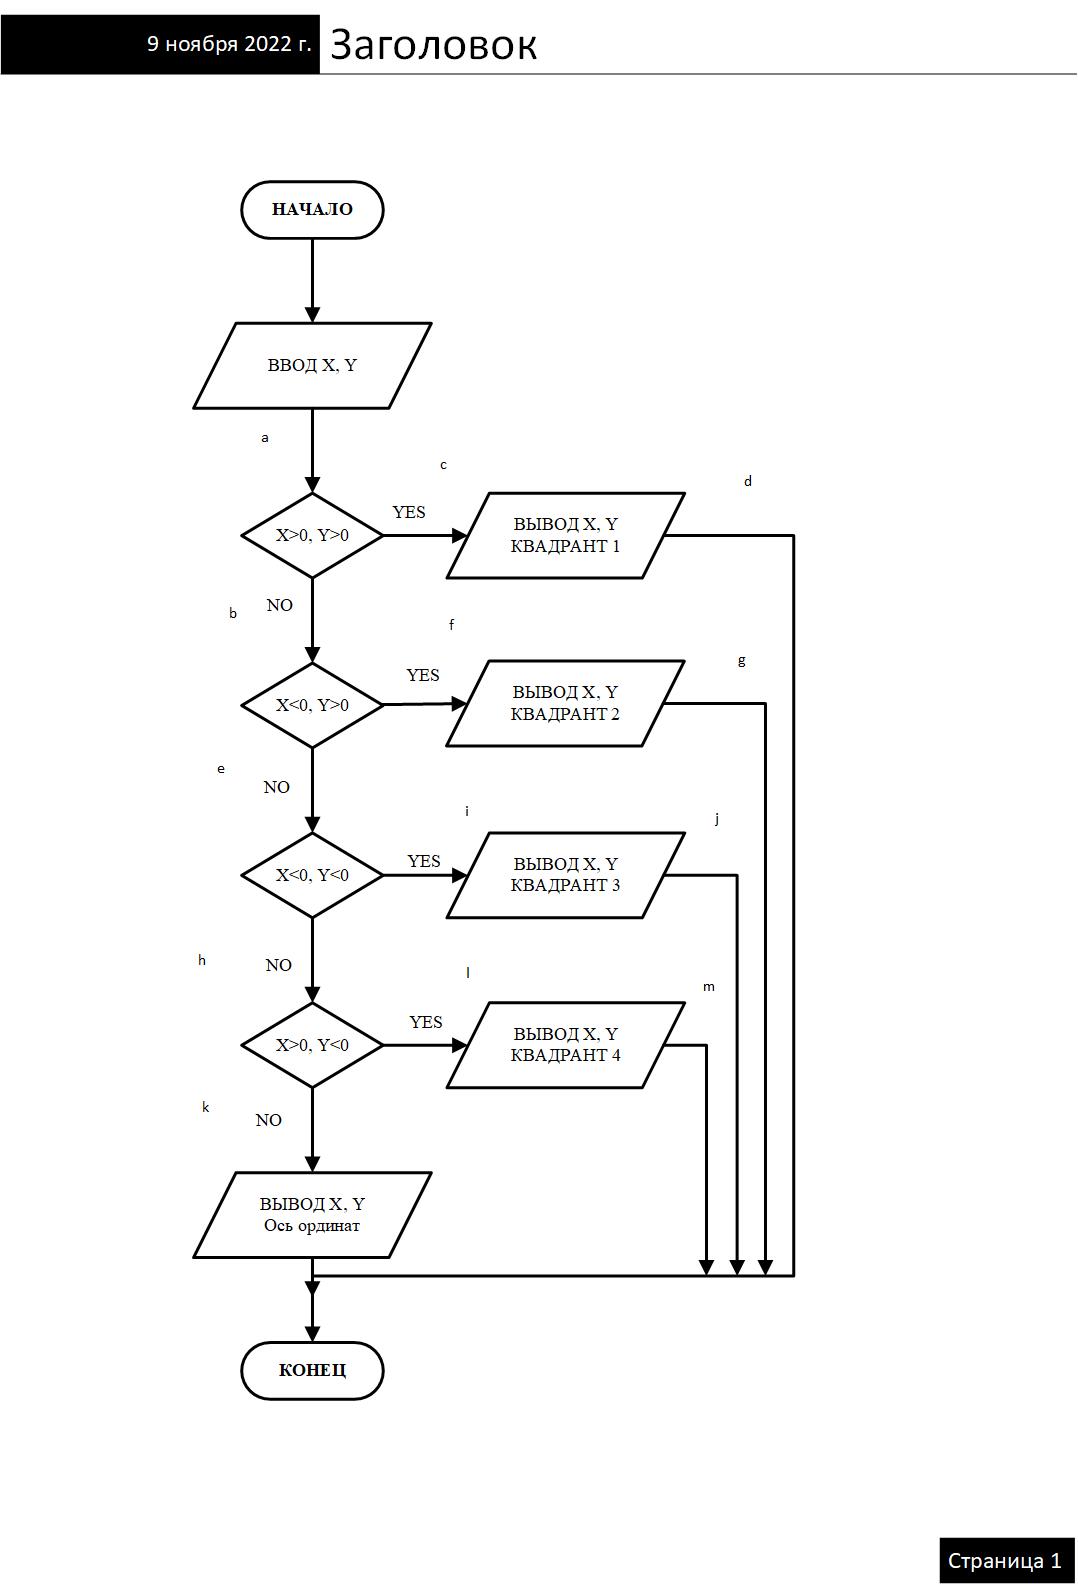 9 ноября 2022 г.
Заголовок
НАЧАЛО
ВВОД X, Y
a
c
d
X>0, Y>0
YES
ВЫВОД X, Y
КВАДРАНТ 1
b
NO
f
g
X<0, Y>0
YES
ВЫВОД X, Y
КВАДРАНТ 2
e
NO
i
j
X<0, Y<0
YES
ВЫВОД X, Y
КВАДРАНТ 3
h
NO
l
m
X>0, Y<0
YES
ВЫВОД X, Y
КВАДРАНТ 4
k
NO
ВЫВОД X, Y
Ось ординат
КОНЕЦ
Страница 1